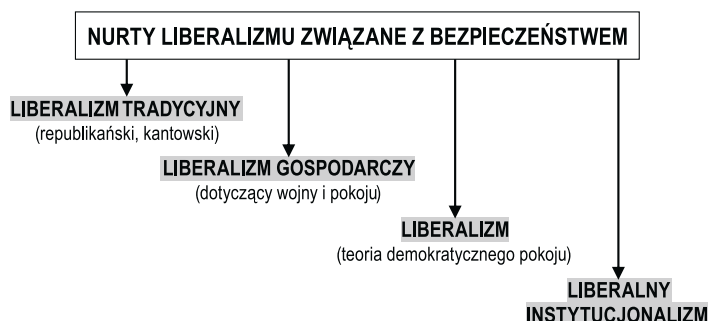 NURTY LIBERALIZMU ZWIĄZANE Z BEZPIECZEŃSTWEM
LIBERALIZM TRADYCYJNY
(republikański, kantowski)
LIBERALIZM GOSPODARCZY
(dotyczący wojny i pokoju)
LIBERALIZM
(teoria demokratycznego pokoju)
LIBERALNY
INSTYTUCJONALIZM